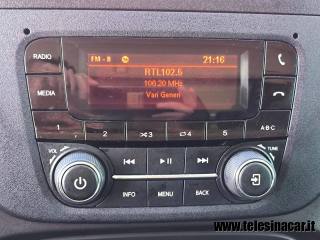 RADIO
FM - 8
21:16
RTL102.5
106.20 MHz
Vari Generi
MEDIA
1 2 3 4 5 ABC
VOL
TUNE
INFO MENU BACK
www.telesinacar.it